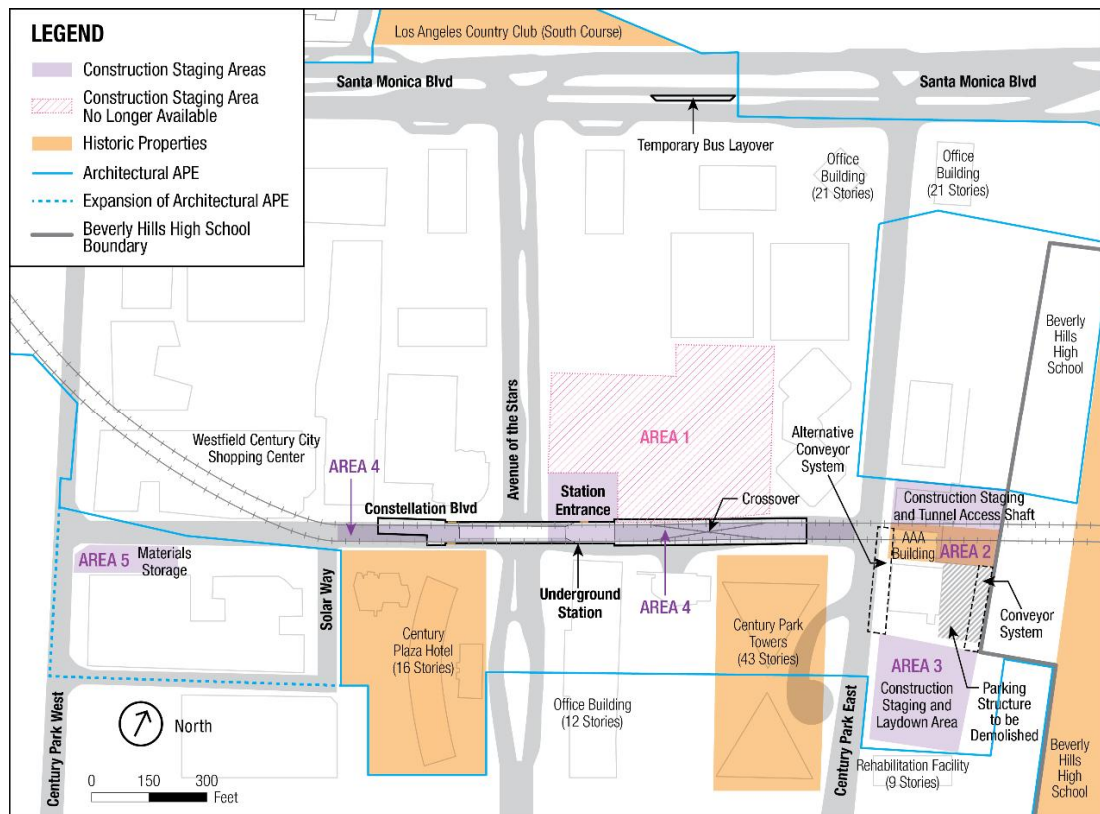 LEGEND
Construction Staging Areas
Construction Staging Area
No Longer Available
Historic Properties
Architectural APE
Expansion of Architectural APE
Beverly Hills High School
Boundary
Los Angeles Country Club (South Course)
Santa Monica Blvd
Santa Monica Blvd
Temporary Bus Layover
Office
Building
(21 Stories)
Office
Building
(21 Stories)
Beverly
Hills
High
School
Avenue of the Stars
AREA 1
Alternative
Conveyor
System
Westfield Century City
Shopping Center
AREA 4
Constellation Blvd
Station
Entrance
Crossover
Construction Staging
and Tunnel Access Shaft
AAA
Building
AREA 2
AREA 5
Materials
Storage
Solar Way
Underground
Station
AREA 4
Conveyor
System
Century
Plaza Hotel
(16 Stories)
Century Park
Towers
(43 Stories)
AREA 3
Construction
Staging and
Laydown Area
Parking
Structure
to be
Demolished
Office Building
(12 Stories)
Century Park West
Century Park East
North
Rehabilitation Facility
(9 Stories)
Beverly
Hills
High
School
0 150 300
Feet